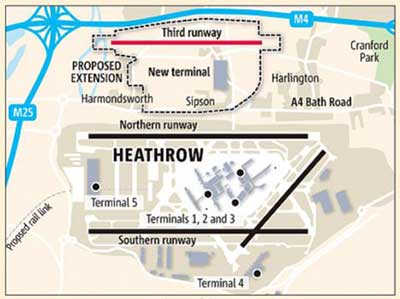 Third runway
M4
Cranford
Park
PROPOSED
EXTENSION
New terminal
Harlington
Harmondsworth
Sipson
A4 Bath Road
M25
Northern runway
HEATHROW
Terminal 5
Terminals 1, 2 and 3
Propsed rail link
Southern runway
Terminal 4